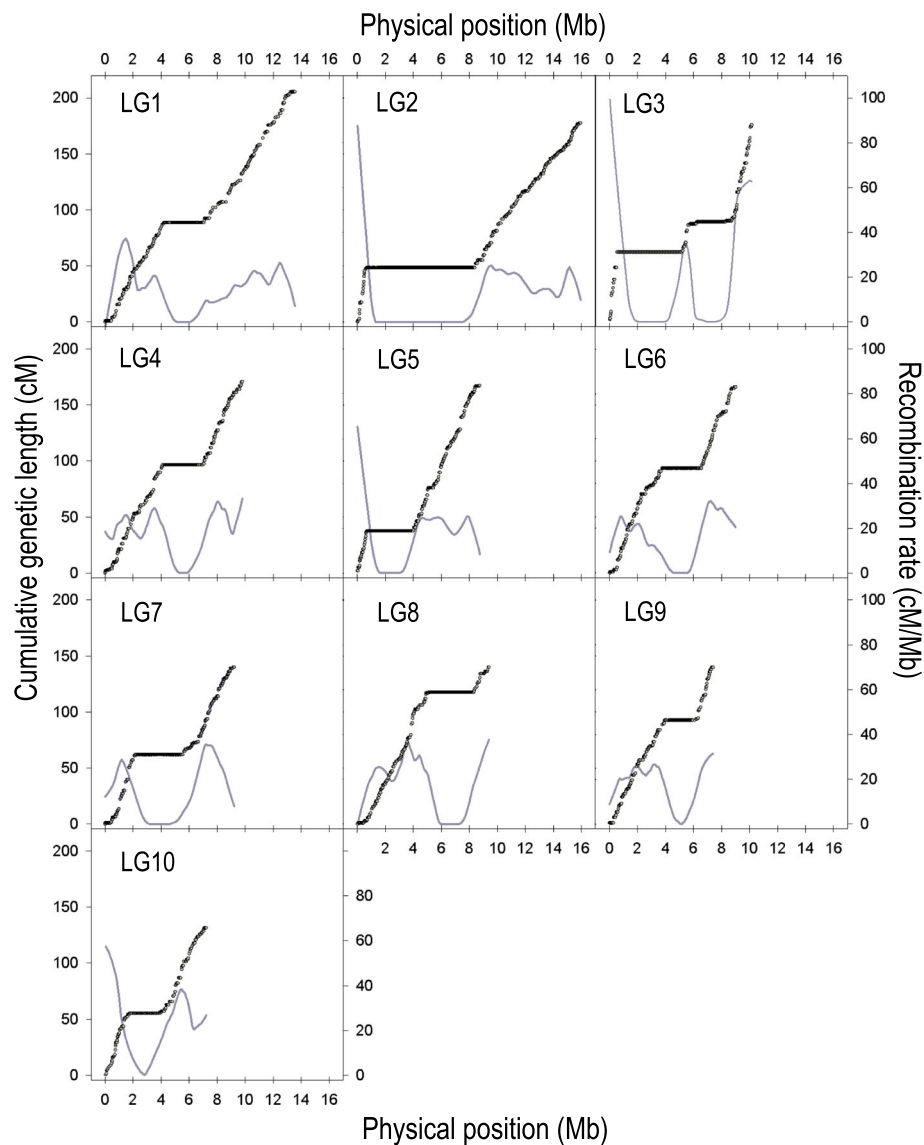 Physical position (Mb)
0 2 4 6 8 10 12 14 16 0 2 4 6 8 10 12 14 16 0 2 4 6 8 10 12 14 16
LG1 LG2 LG3
200 150 100 50 0
100 80 60 40 20 0
LG4 LG5 LG6
200 150 100 50 0
100 80 60 40 20 0
Cumulative genetic length (cM)
Recombination rate (cM/Mb)
LG7 LG8 LG9
200 150 100 50 0
100 80 60 40 20 0
2 4 6 8 10 12 14 16 0 2 4 6 8 10 12 14 16
LG10
200 150 100 50 0
80 60 40 20 0
0 2 4 6 8 10 12 14 16
Physical position (Mb)